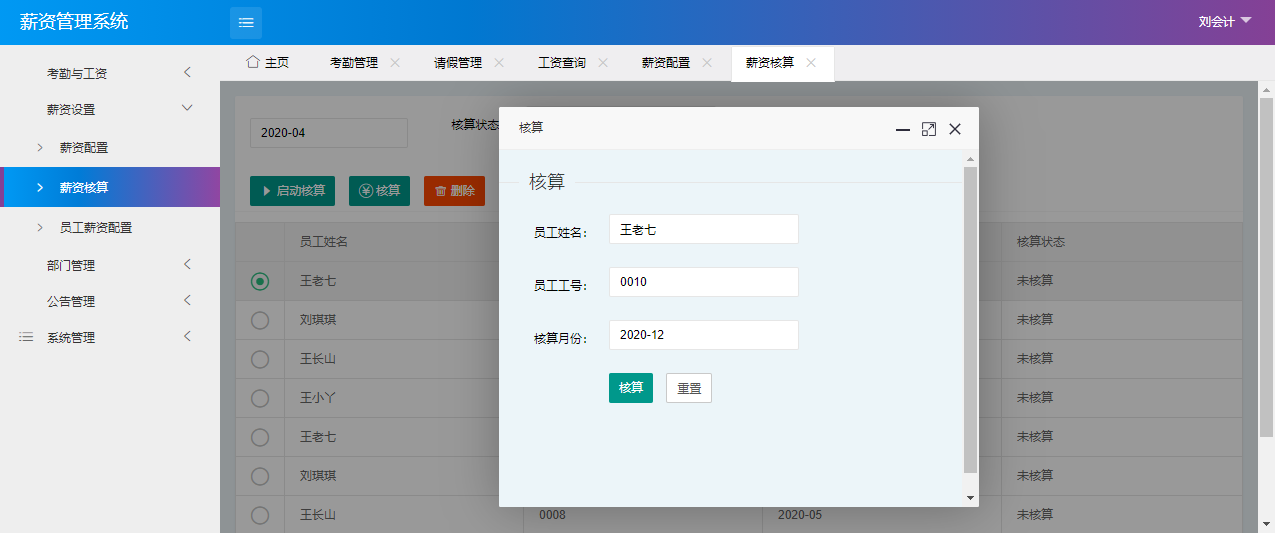 薪资管理系统
刘会计
考勤与工资
薪资设置
薪资配置
薪资核算
员工薪资配置
部门管理
公告管理
系统管理
主页 考勤管理 请假管理 工资查询 薪资配置 薪资核算
2020-04 核算状态
启动核算 核算 删除
员工姓名 核算状态
王老七 未核算
刘琪琪 未核算
王长山 未核算
王小丫 未核算
王老七 未核算
刘琪琪 未核算
王长山 0008 2020-05 未核算
核算
核算
员工姓名： 王老七
员工工号： 0010
核算月份： 2020-12
核算 重置